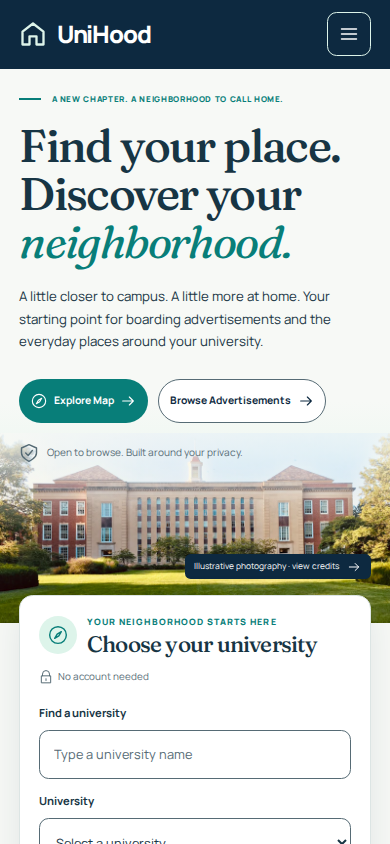 UniHood
A NEW CHAPTER. A NEIGHBORHOOD TO CALL HOME.
Find your place.
Discover your
neighborhood.
A little closer to campus. A little more at home. Your
starting point for boarding advertisements and the
everyday places around your university.
Explore Map
Browse Advertisements
Open to browse. Built around your privacy.
Illustrative photography · view credits
YOUR NEIGHBORHOOD STARTS HERE
Choose your university
No account needed
Find a university
Type a university name
University
Select a university